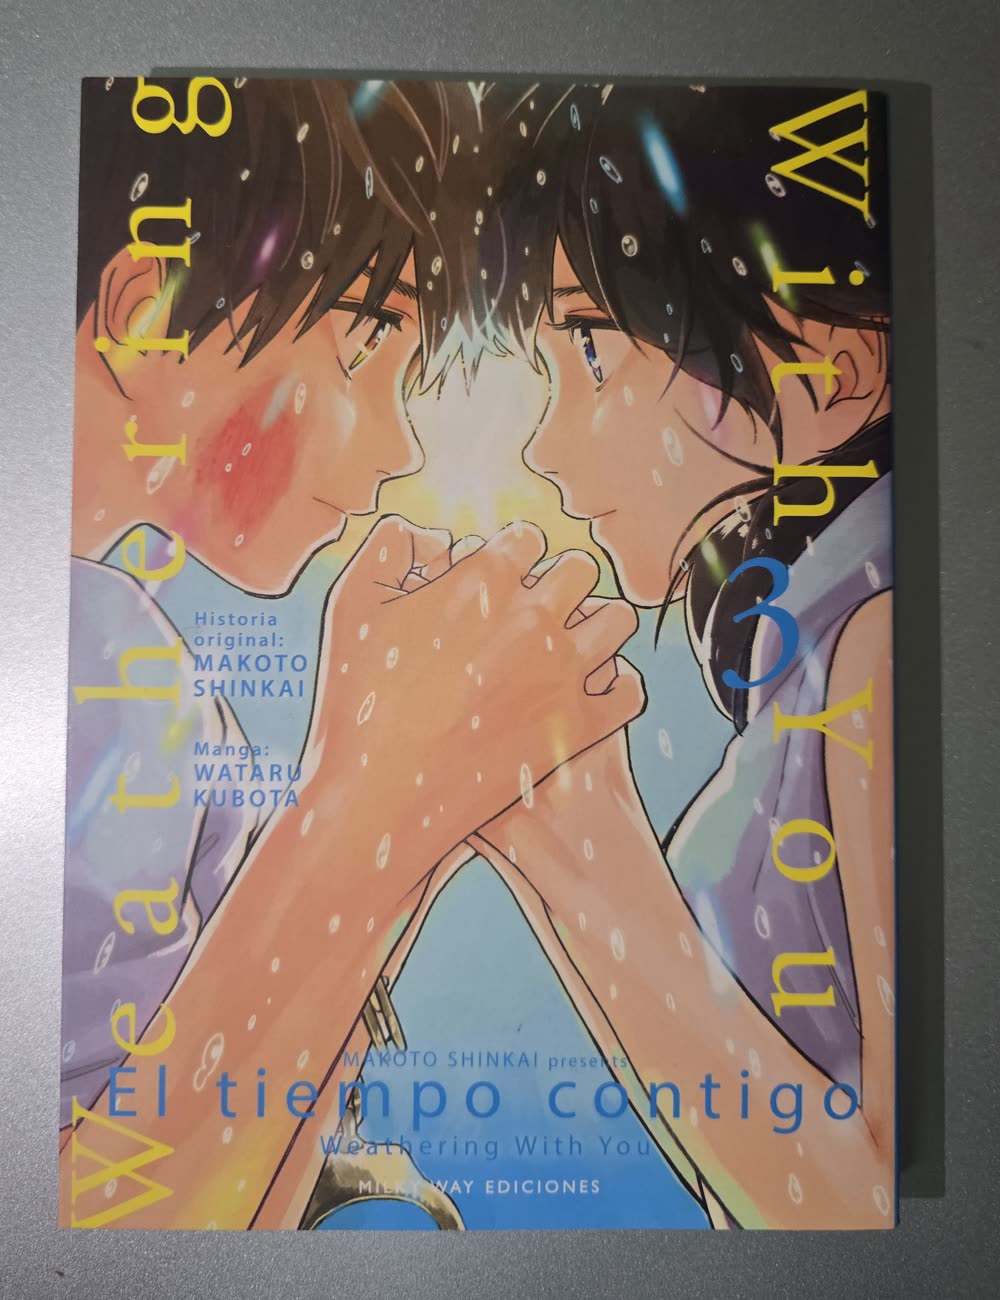 Weathering
With You
3
Historia
original:
MAKOTO
SHINKAI
Manga:
WATARU
KUBOTA
MAKOTO SHINKAI presents
El tiempo contigo
Weathering With You
MILKY WAY EDICIONES